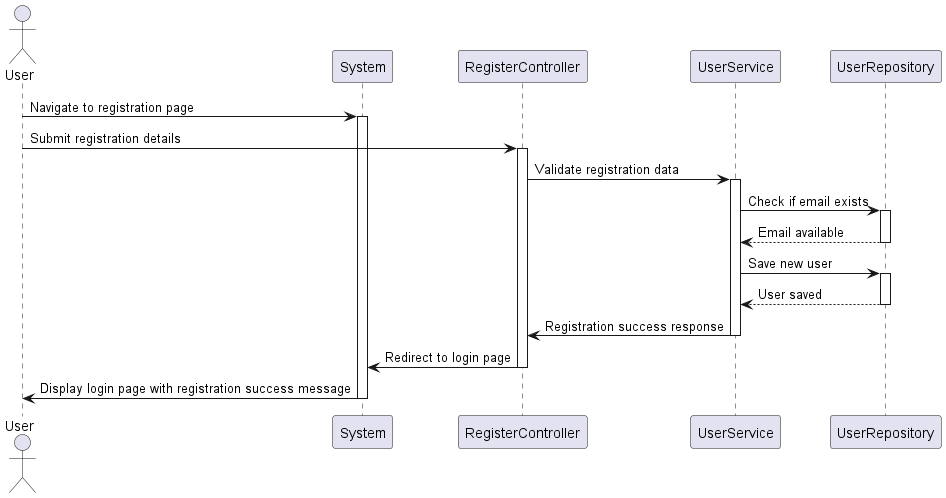 User
System
RegisterController
UserService
UserRepository
Navigate to registration page
Submit registration details
Validate registration data
Check if email exists
Email available
Save new user
User saved
Registration success response
Redirect to login page
Display login page with registration success message
User
System
RegisterController
UserService
UserRepository